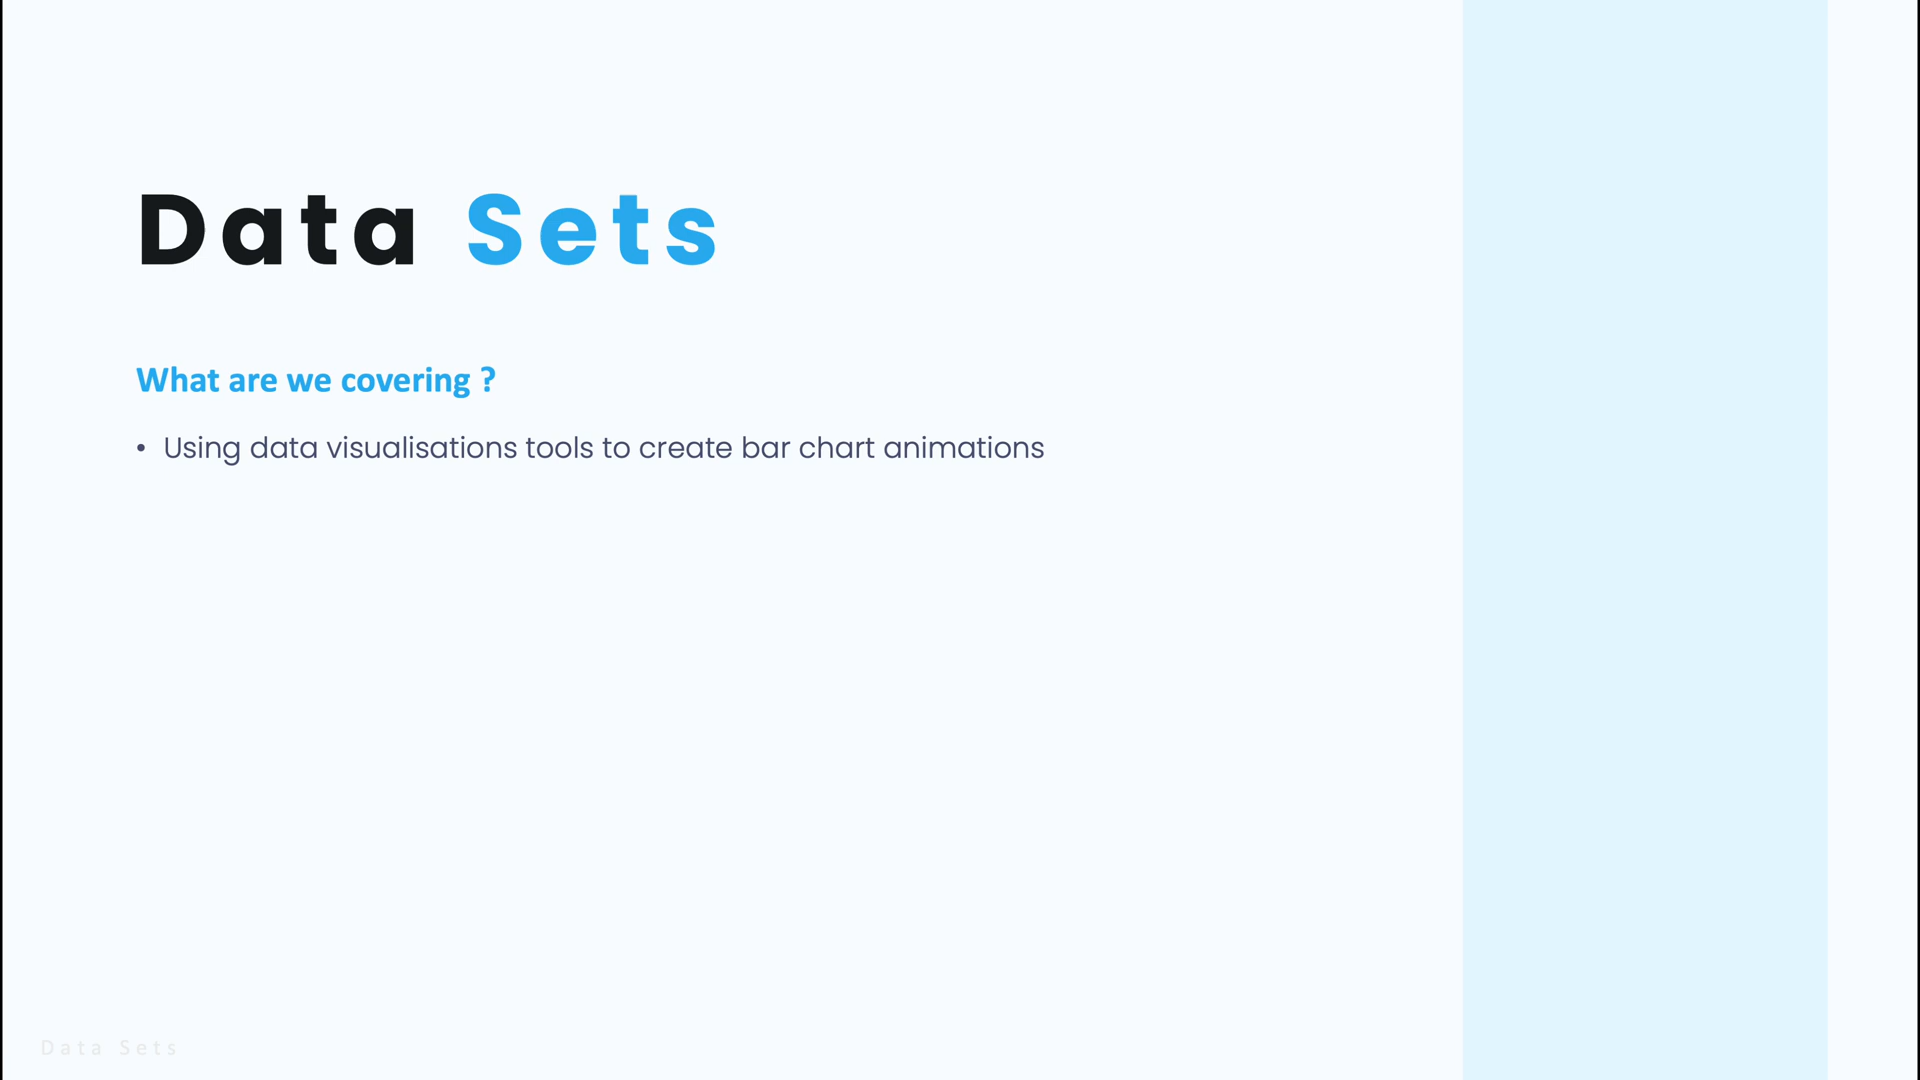 Data Sets
What are we covering ?
• Using data visualisations tools to create bar chart animations
Data Sets